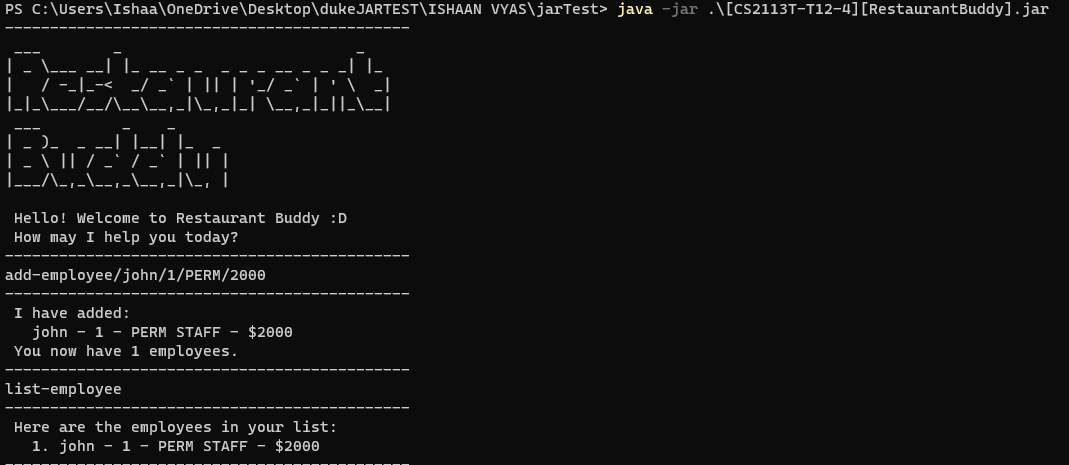 PS C:\Users\Ishaa\OneDrive\Desktop\dukeJARTEST\ISHAAN VYAS\jarTest> java -jar .\[CS2113T-T12-4][RestaurantBuddy].jar
Restaurant
Buddy
Hello! Welcome to Restaurant Buddy :D
How may I help you today?
add-employee/john/1/PERM/2000
I have added:
john - 1 - PERM STAFF - $2000
You now have 1 employees.
list-employee
Here are the employees in your list:
1. john - 1 - PERM STAFF - $2000